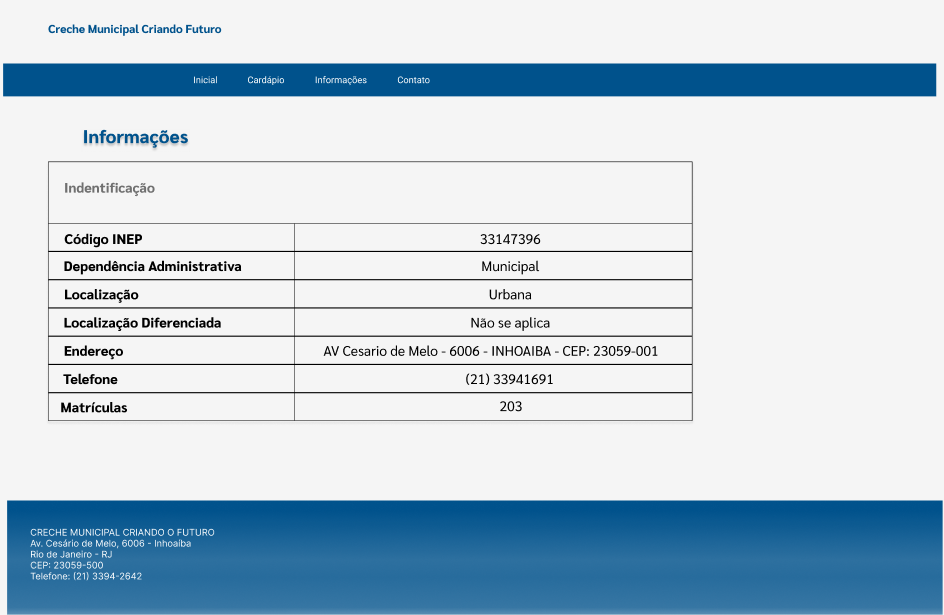 Creche Municipal Criando Futuro
Inicial Cardápio Informações Contato
Informações
Indentificação
Código INEP 33147396
Dependência Administrativa Municipal
Localização Urbana
Localização Diferenciada Não se aplica
Endereço AV Cesario de Melo - 6006 - INHOAIBA - CEP: 23059-001
Telefone (21) 33941691
Matrículas 203
CRECHE MUNICIPAL CRIANDO O FUTURO
Av. Cesário de Melo, 6006 - Inhoaíba
Rio de Janeiro - RJ
CEP: 23059-500
Telefone: (21) 3394-2642